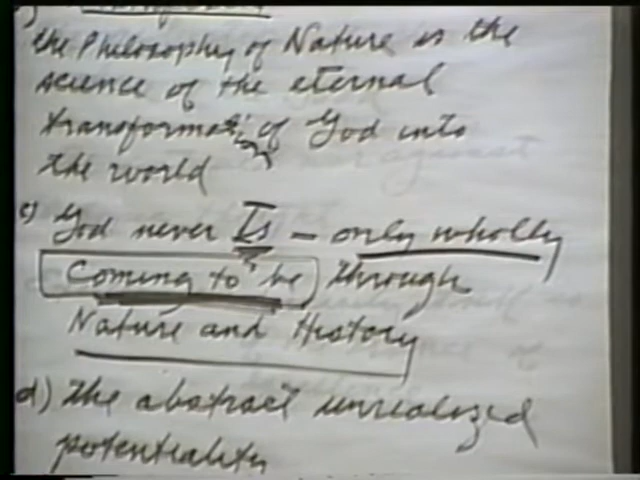 the Philosophy of Nature is the
science of the eternal
transformation of God into
the world
c) God never Is – only wholly
Coming to be through
Nature and History
d) the abstract unrealized
potentiality